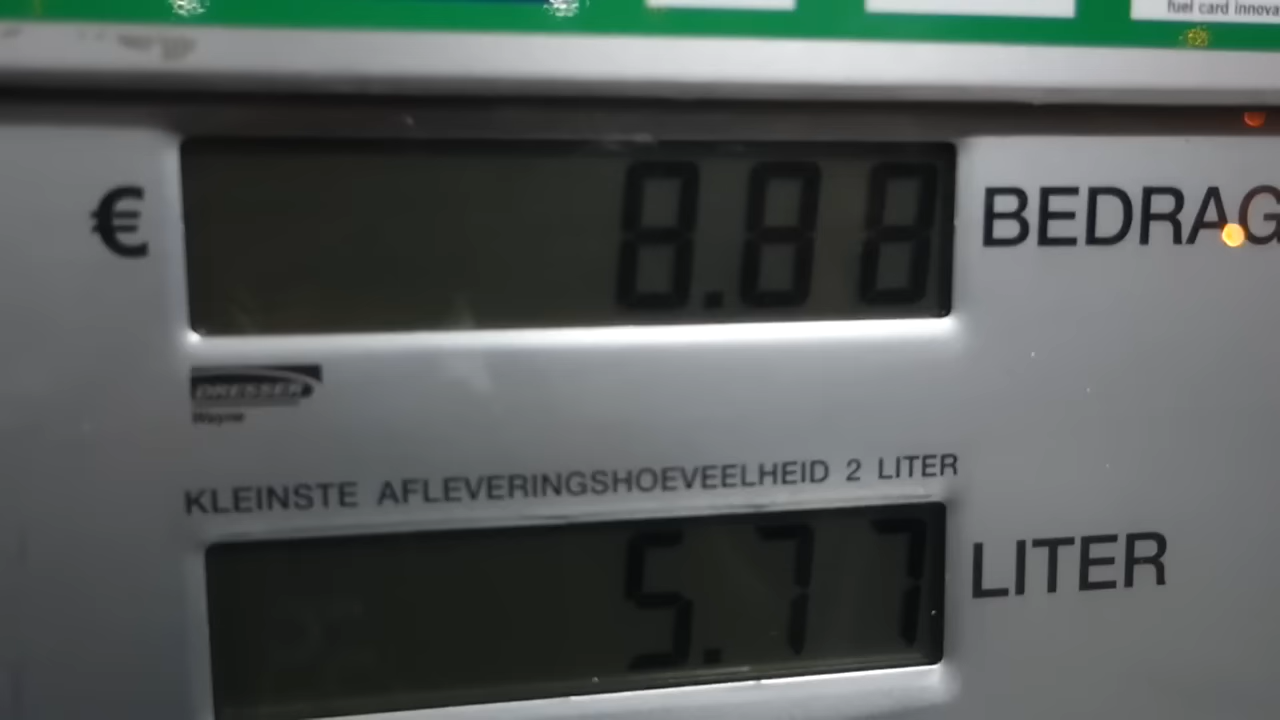 fuel card innova
€ 8.88 BEDRAG
DRESSER
Wayne
KLEINSTE AFLEVERINGSHOEVEELHEID 2 LITER
5.77 LITER